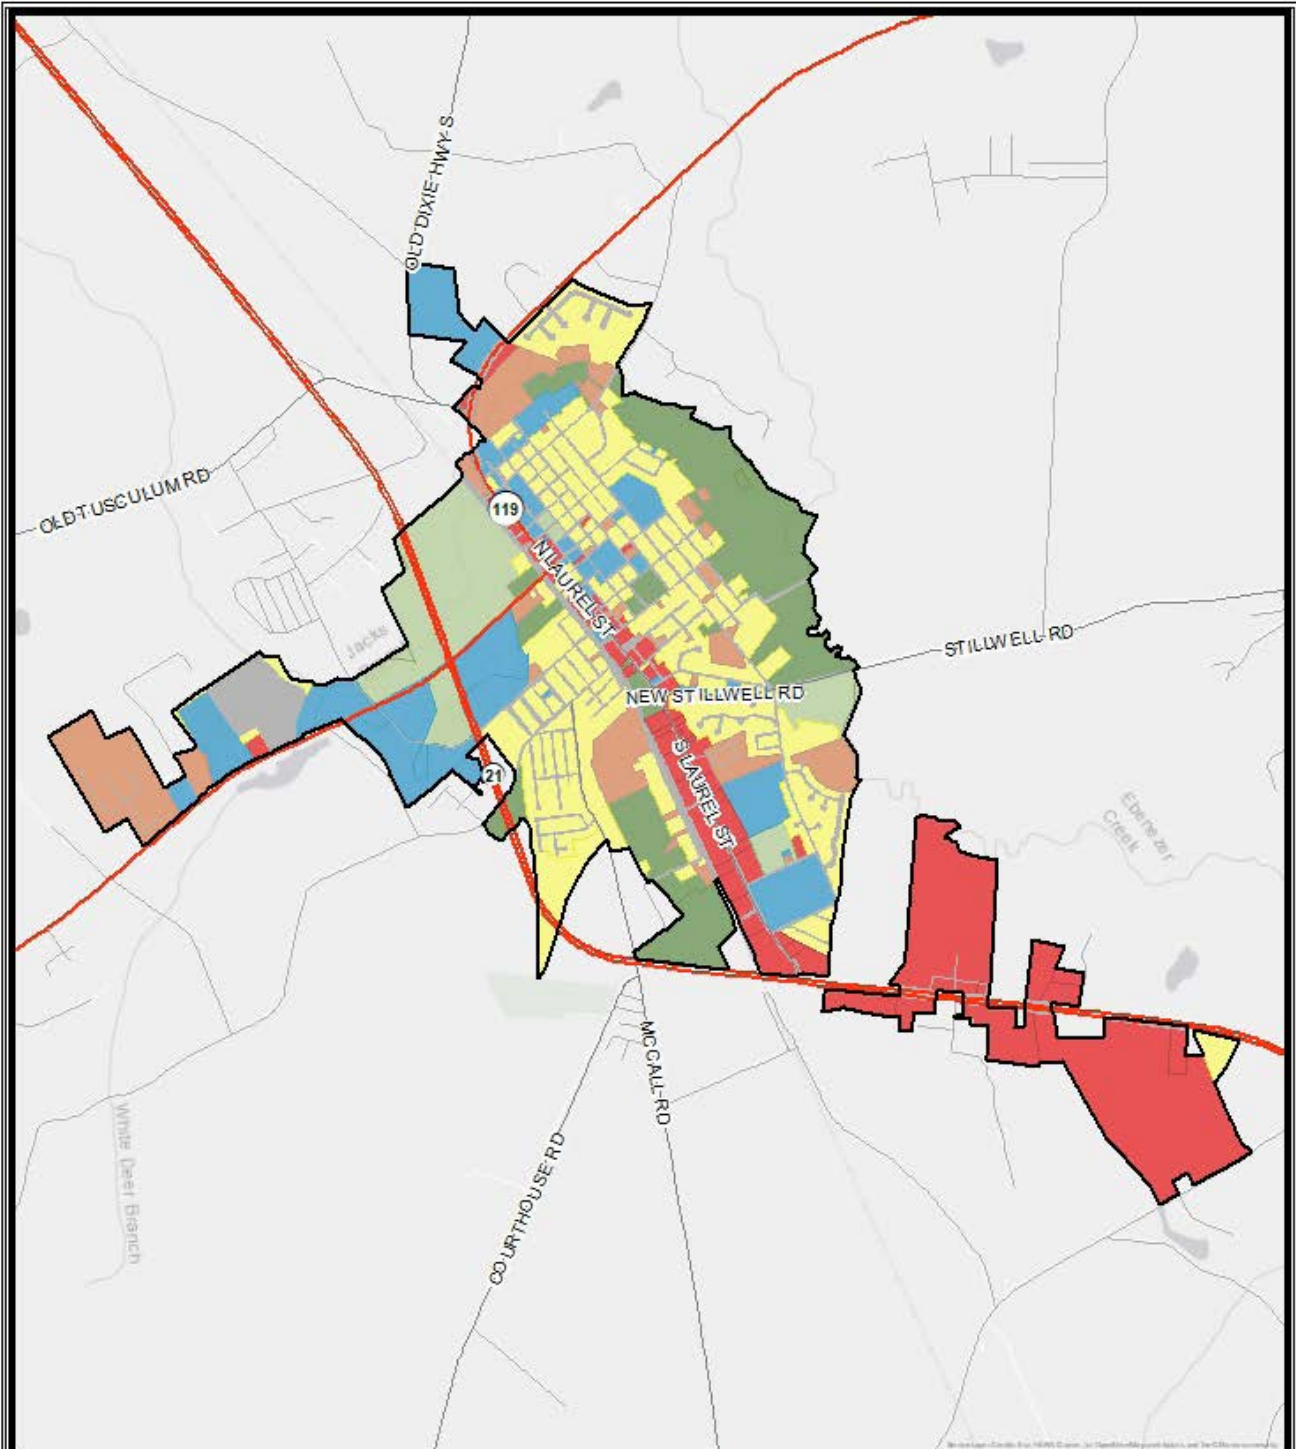 OLD DIXIE HWY S
OLD TUSCULUM RD
119
N LAUREL ST
Jacks
STILLWELL RD
NEW STILLWELL RD
21
S LAUREL ST
Ebenezer
Creek
MCCALL RD
White Deer Branch
COURTHOUSE RD